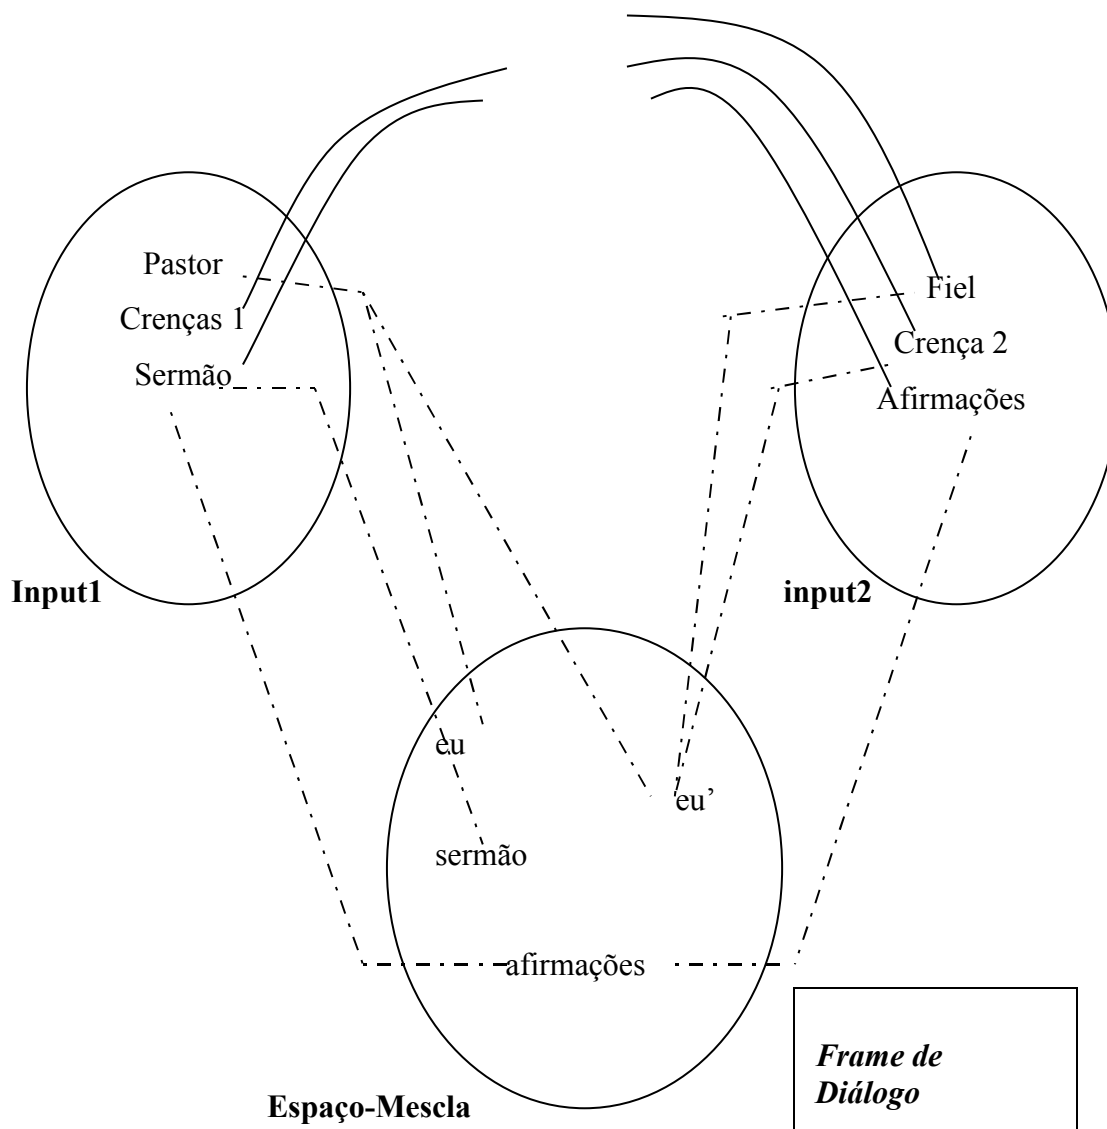 Pastor
Crenças 1
Sermão
Fiel
Crença 2
Afirmações
Input1
input2
eu
eu’
sermão
afirmações
Frame de
Diálogo
Espaço-Mescla